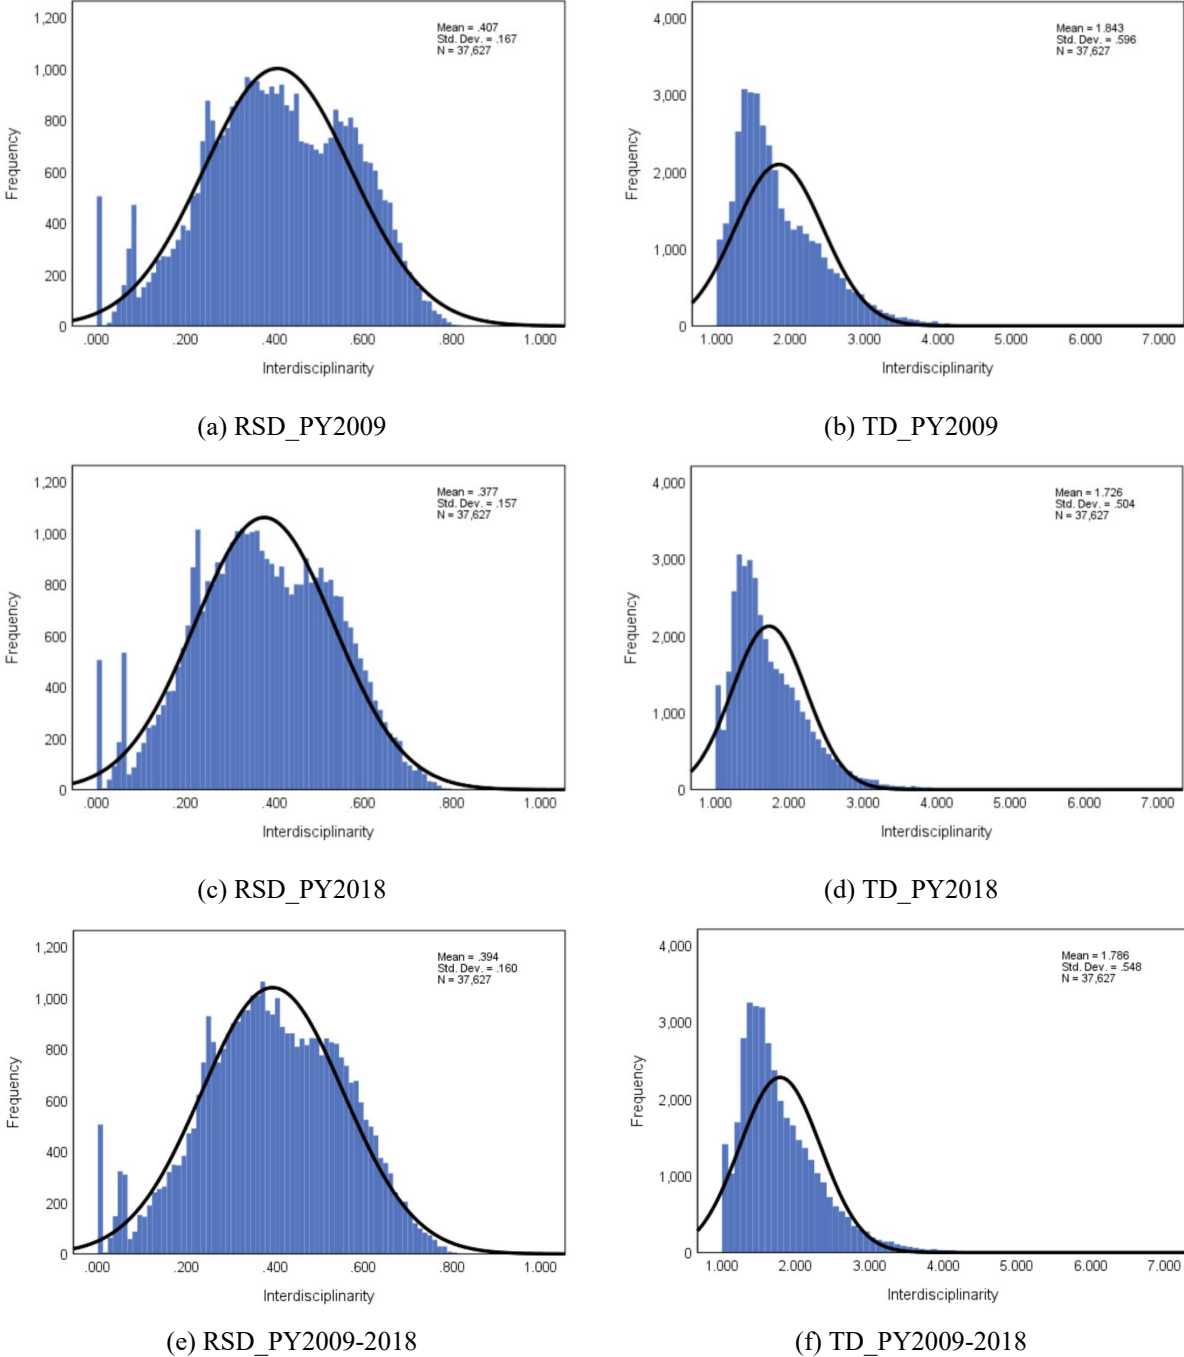 1,200
1,000
800
600
400
200
0
Frequency
Mean = .407
Std. Dev. = .167
N = 37,627
.000 .200 .400 .600 .800 1.000
Interdisciplinarity
(a) RSD_PY2009
4,000
3,000
2,000
1,000
0
Frequency
Mean = 1.843
Std. Dev. = .596
N = 37,627
1.000 2.000 3.000 4.000 5.000 6.000 7.000
Interdisciplinarity
(b) TD_PY2009
1,200
1,000
800
600
400
200
0
Frequency
Mean = .377
Std. Dev. = .157
N = 37,627
.000 .200 .400 .600 .800 1.000
Interdisciplinarity
(c) RSD_PY2018
4,000
3,000
2,000
1,000
0
Frequency
Mean = 1.726
Std. Dev. = .504
N = 37,627
1.000 2.000 3.000 4.000 5.000 6.000 7.000
Interdisciplinarity
(d) TD_PY2018
1,200
1,000
800
600
400
200
0
Frequency
Mean = .394
Std. Dev. = .160
N = 37,627
.000 .200 .400 .600 .800 1.000
Interdisciplinarity
(e) RSD_PY2009-2018
4,000
3,000
2,000
1,000
0
Frequency
Mean = 1.786
Std. Dev. = .548
N = 37,627
1.000 2.000 3.000 4.000 5.000 6.000 7.000
Interdisciplinarity
(f) TD_PY2009-2018